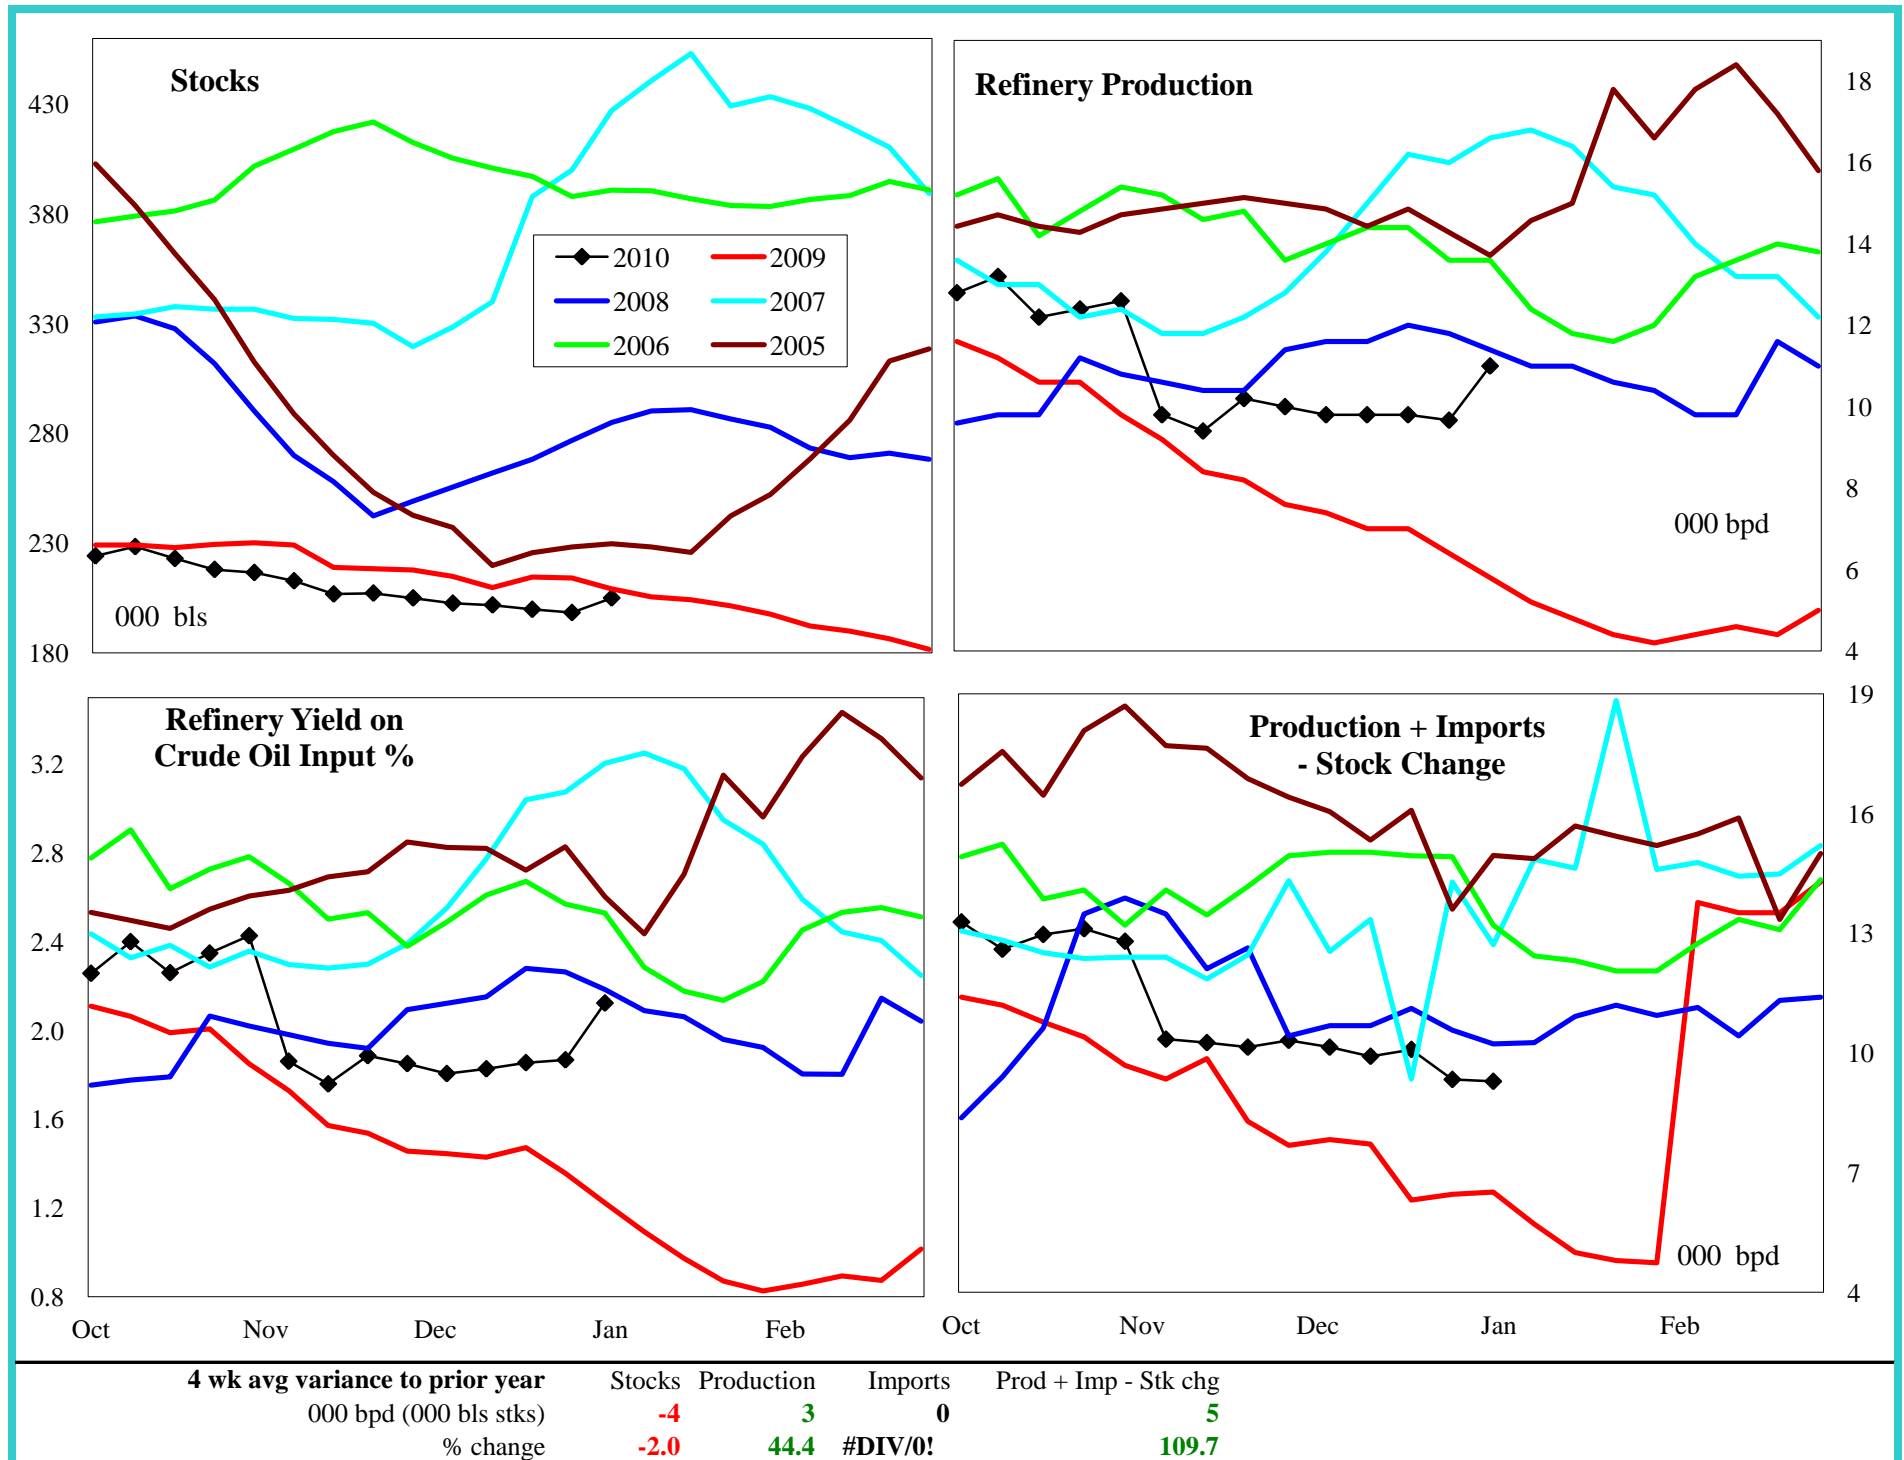 Stocks
430
380
330
280
230
180
2010 2009
2008 2007
2006 2005
000 bls
Refinery Production
18
16
14
12
10
8
6
4
000 bpd
Refinery Yield on
Crude Oil Input %
3.2
2.8
2.4
2.0
1.6
1.2
0.8
Oct Nov Dec Jan Feb
Production + Imports
- Stock Change
19
16
13
10
7
4
000 bpd
Oct Nov Dec Jan Feb
4 wk avg variance to prior year Stocks Production Imports Prod + Imp - Stk chg
000 bpd (000 bls stks) -4 3 0 5
% change -2.0 44.4 #DIV/0! 109.7